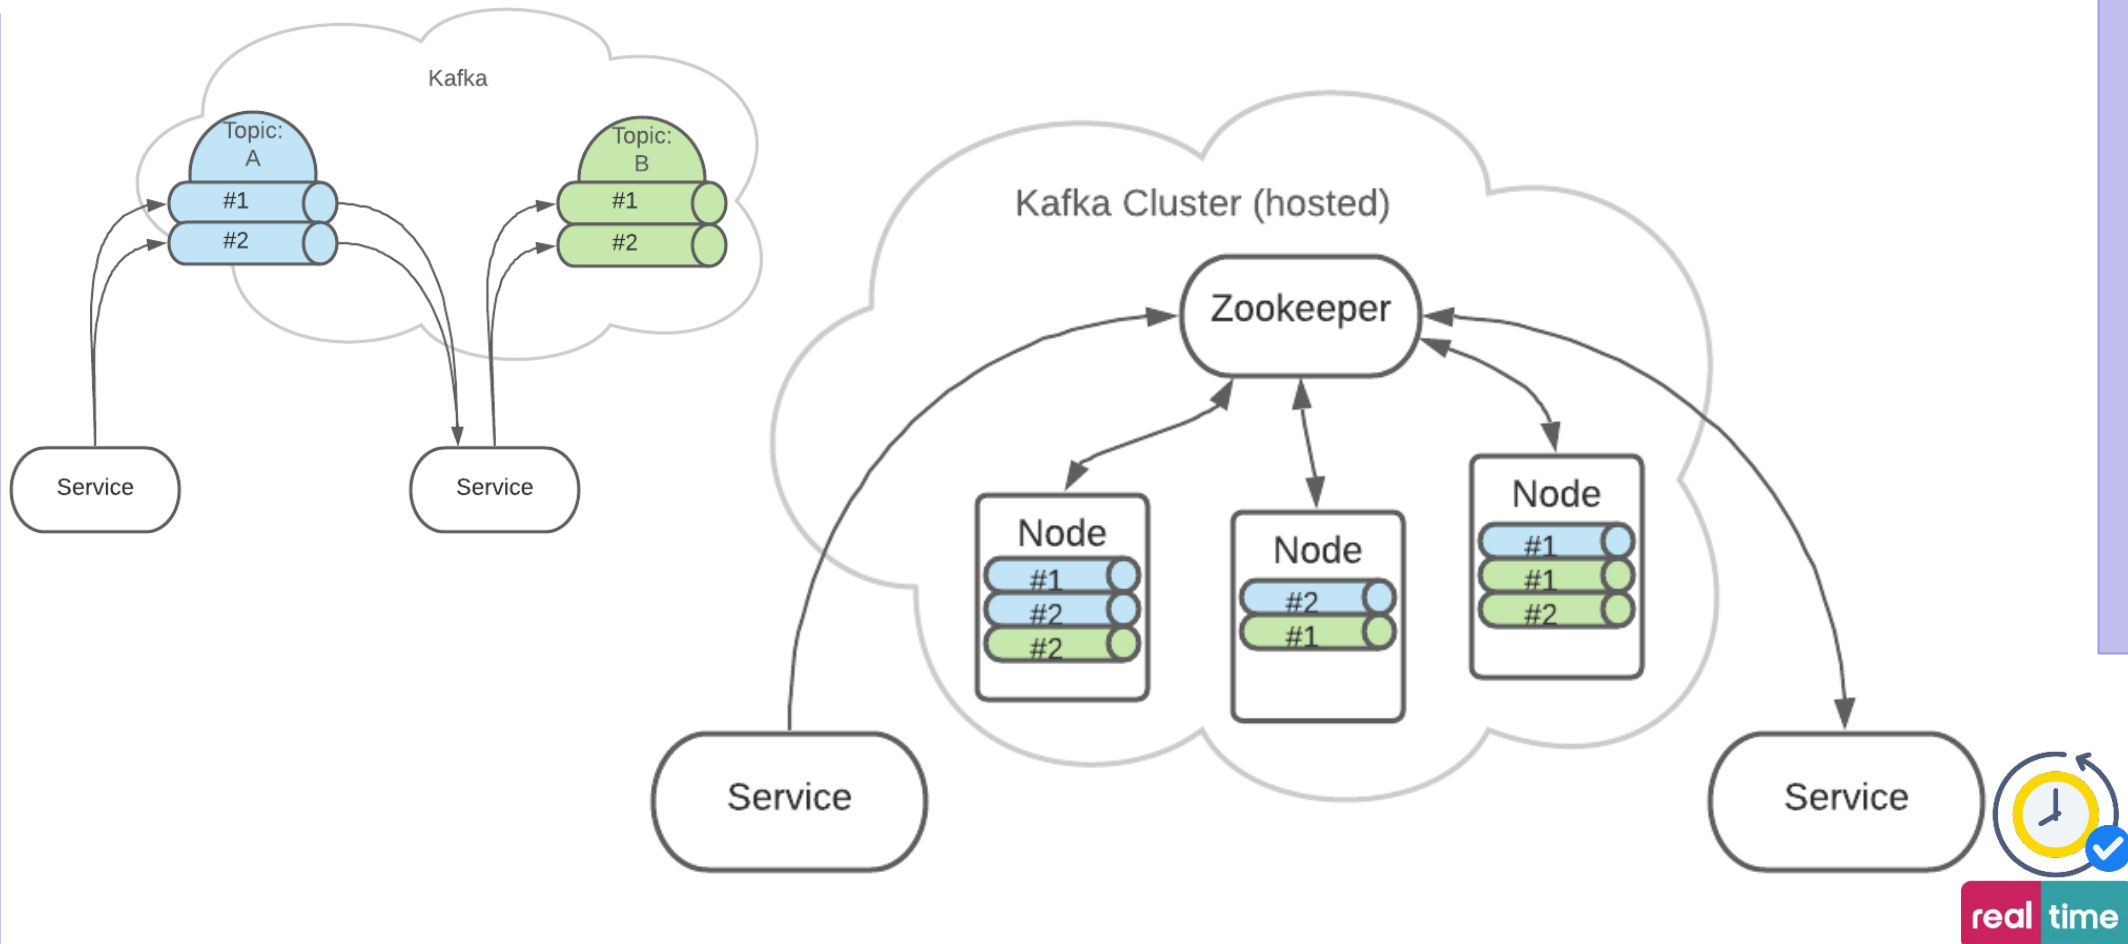 Kafka
Topic:
A
#1
#2
Topic:
B
#1
#2
Service
Service
Kafka Cluster (hosted)
Zookeeper
Node
#1
#2
#2
Node
#2
#1
Node
#1
#1
#2
Service
Service
real time